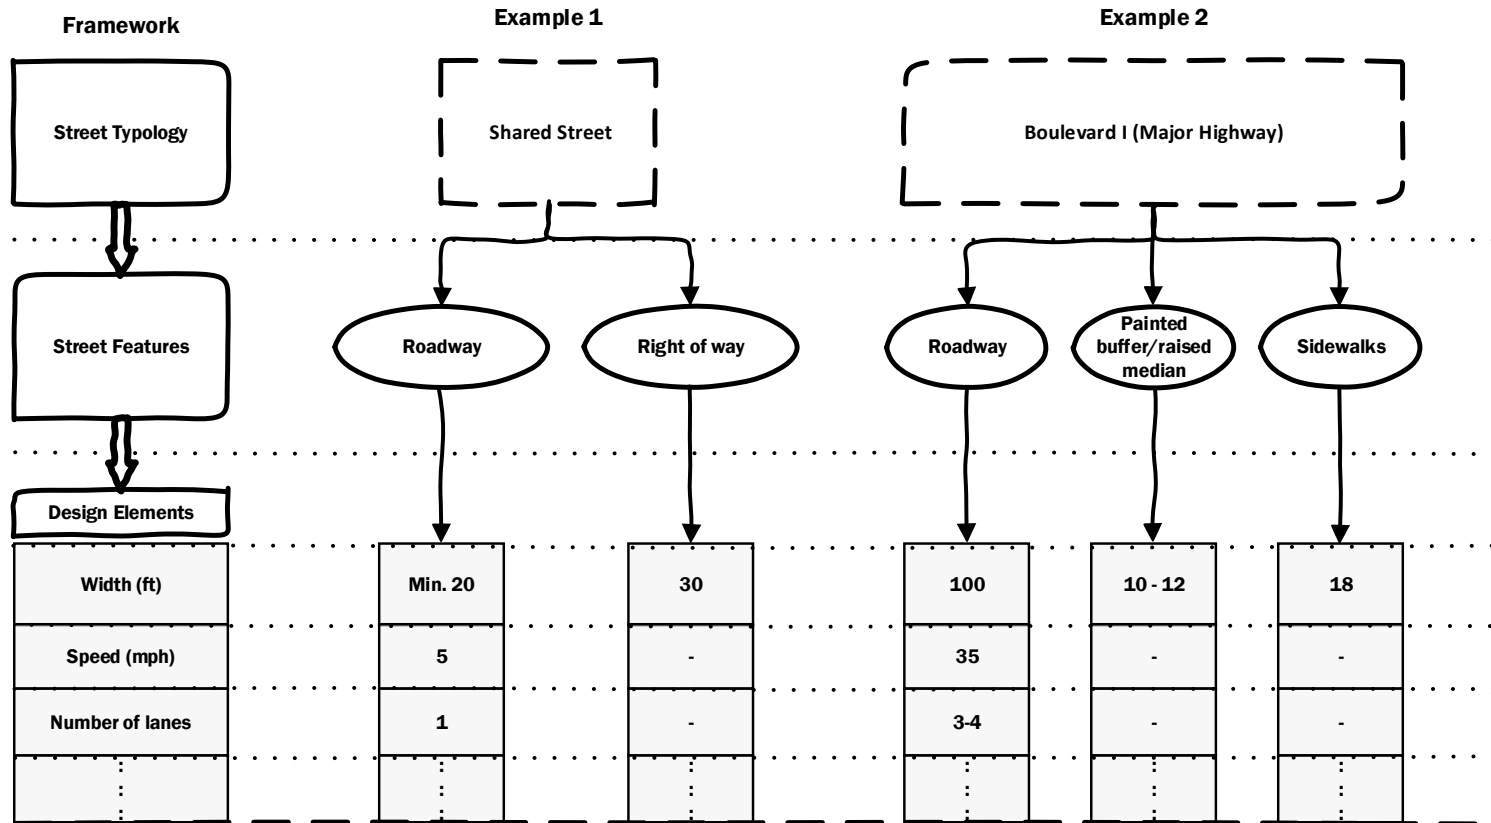 Framework
Example 1
Example 2
Street Typology
Shared Street
Boulevard I (Major Highway)
Street Features
Roadway
Right of way
Roadway
Painted
buffer/raised
median
Sidewalks
Design Elements
Width (ft)
Min. 20
30
100
10 - 12
18
Speed (mph)
5
-
35
-
-
Number of lanes
1
-
3-4
-
-